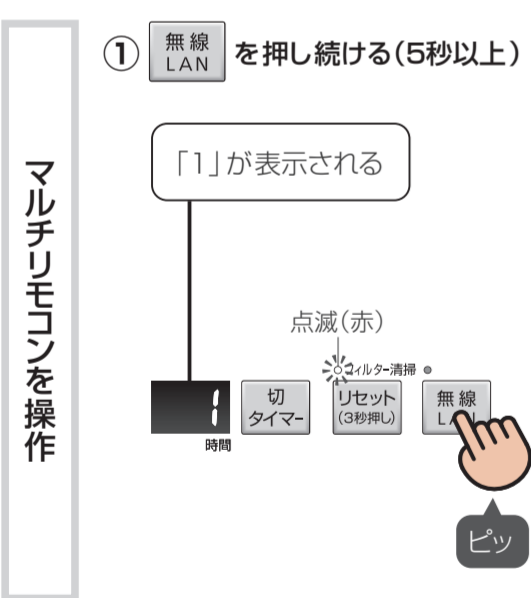 マルチリモコンを操作
① 無線 LAN を押し続ける(5秒以上)
「1」が表示される
点滅(赤)
フィルター清掃
1
時間
切
タイマー
リセット
(3秒押し)
無線
LAN
ピッ